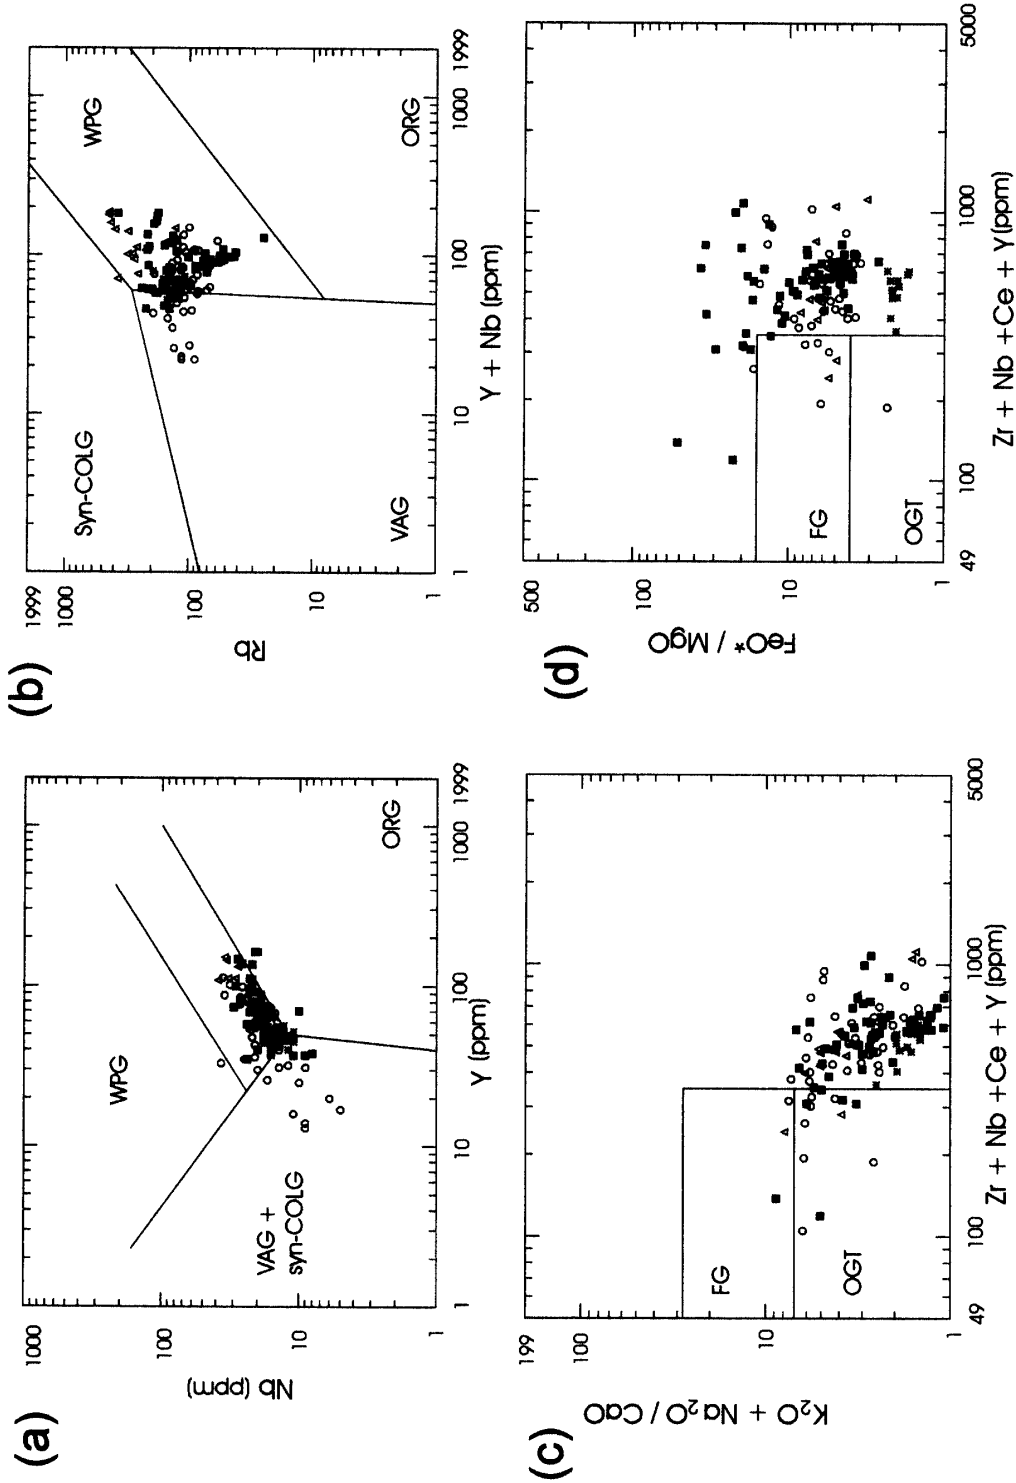 (a)
1000
100
10
1
Nb (ppm)
WPG
VAG +
syn-COLG
ORG
1
10
100
1000
1999
Y (ppm)
(b)
1999
1000
100
10
1
Rb
Syn-COLG
WPG
VAG
ORG
1
10
100
1000
1999
Y + Nb (ppm)
(c)
199
100
10
1
K₂O + Na₂O / CaO
FG
OGT
49
100
1000
5000
Zr + Nb +Ce + Y (ppm)
(d)
500
100
10
1
FeO* / MgO
FG
OGT
49
100
1000
5000
Zr + Nb +Ce + Y (ppm)